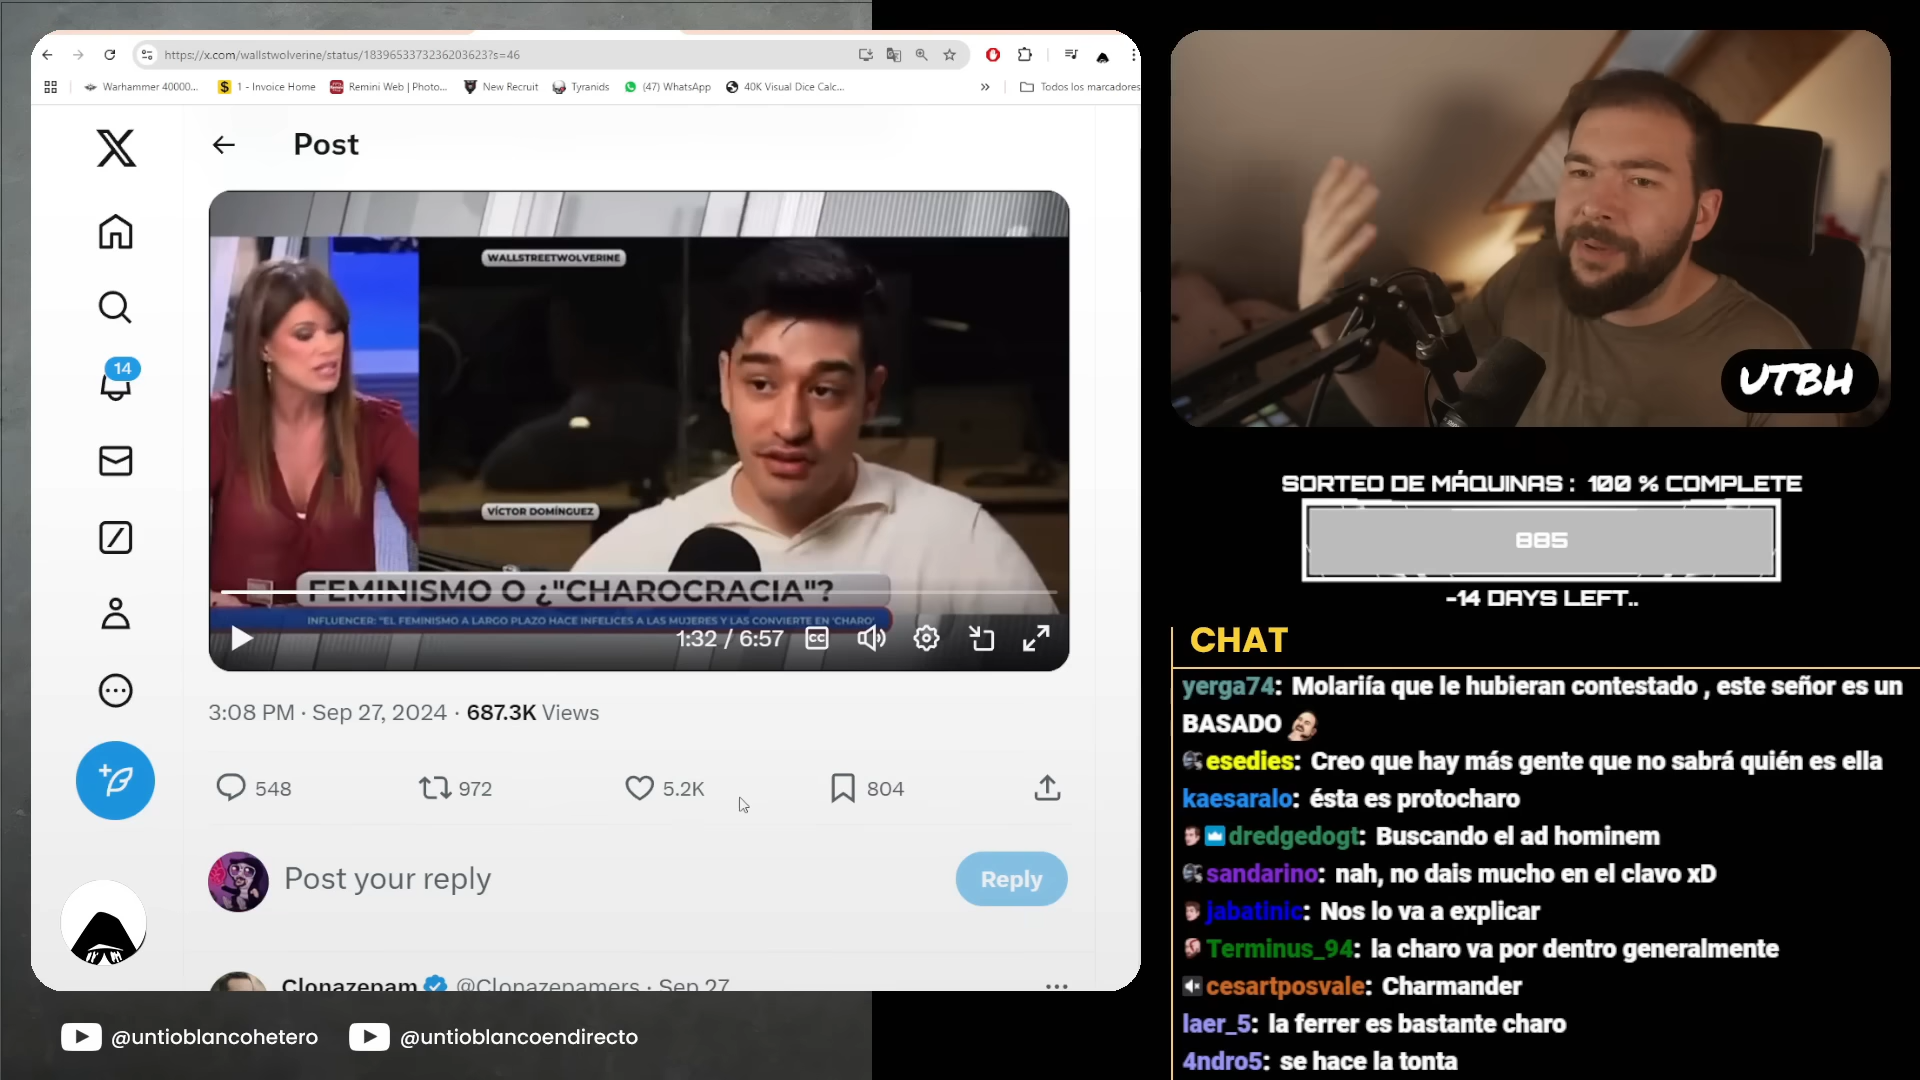 https://x.com/wallstwolverine/status/1839653373236203623?s=46
Warhammer 40000...
1 - Invoice Home
Remini Web | Photo...
New Recruit
Tyranids
(47) WhatsApp
40K Visual Dice Calc...
»
Todos los marcadores
Post
14
WALLSTREETWOLVERINE
VÍCTOR DOMÍNGUEZ
FEMINISMO O ¿"CHAROCRACIA"?
INFLUENCER: "EL FEMINISMO A LARGO PLAZO HACE INFELICES A LAS MUJERES Y LAS CONVIERTE EN 'CHARO'
1:32 / 6:57
CC
3:08 PM · Sep 27, 2024 · 687.3K Views
548
972
5.2K
804
Post your reply
Reply
Clonazepam @Clonazepamers · Sep 27
@untioblancohetero
@untioblancoendirecto
UTBH
SORTEO DE MÁQUINAS : 100 % COMPLETE
885
-14 DAYS LEFT..
CHAT
yerga74: Molariía que le hubieran contestado , este señor es un
BASADO
esedies: Creo que hay más gente que no sabrá quién es ella
kaesaralo: ésta es protocharo
dredgedogt: Buscando el ad hominem
sandarino: nah, no dais mucho en el clavo xD
jabatinic: Nos lo va a explicar
Terminus_94: la charo va por dentro generalmente
cesartposvale: Charmander
laer_5: la ferrer es bastante charo
4ndro5: se hace la tonta